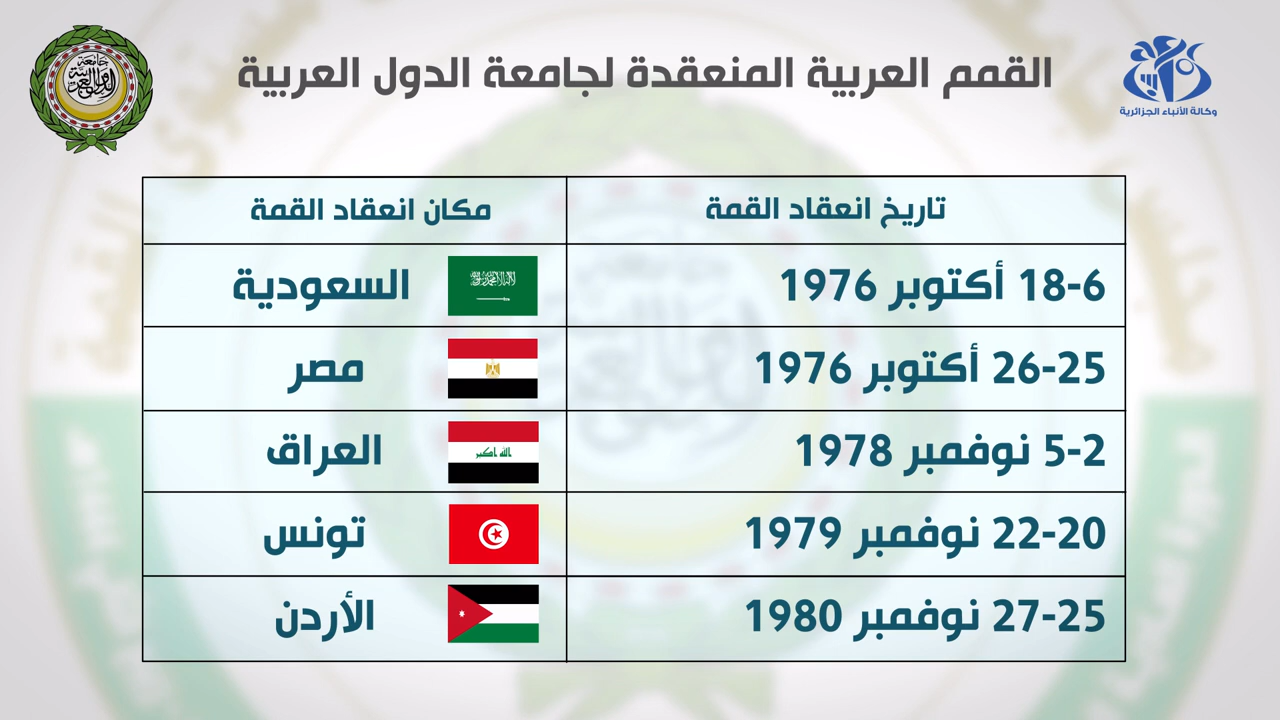 القمم العربية المنعقدة لجامعة الدول العربية
وكالة الأنباء الجزائرية
تاريخ انعقاد القمة مكان انعقاد القمة
6-18 أكتوبر 1976 السعودية
25-26 أكتوبر 1976 مصر
2-5 نوفمبر 1978 العراق
20-22 نوفمبر 1979 تونس
25-27 نوفمبر 1980 الأردن